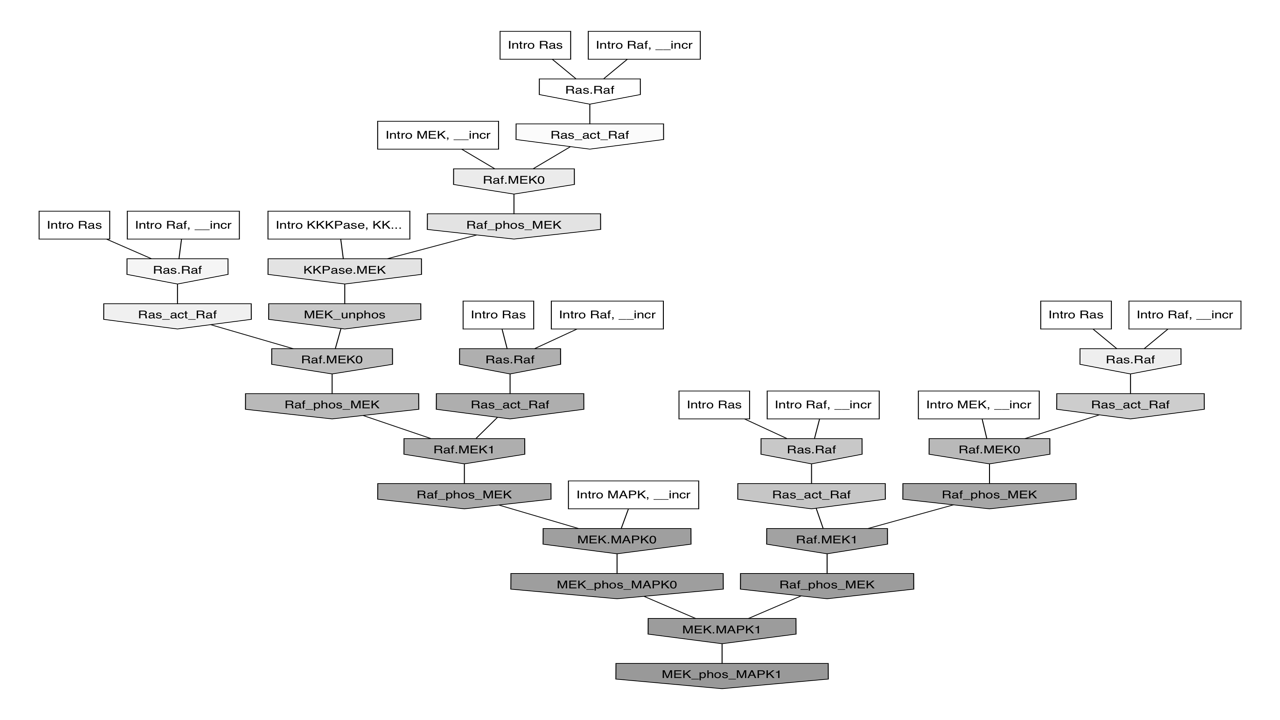 Intro Ras
Intro Raf, __incr
Ras.Raf
Intro MEK, __incr
Ras_act_Raf
Raf.MEK0
Intro Ras
Intro Raf, __incr
Intro KKKPase, KK...
Raf_phos_MEK
Ras.Raf
KKPase.MEK
Ras_act_Raf
MEK_unphos
Intro Ras
Intro Raf, __incr
Intro Ras
Intro Raf, __incr
Raf.MEK0
Ras.Raf
Ras.Raf
Raf_phos_MEK
Ras_act_Raf
Intro Ras
Intro Raf, __incr
Intro MEK, __incr
Ras_act_Raf
Raf.MEK1
Ras.Raf
Raf.MEK0
Raf_phos_MEK
Intro MAPK, __incr
Ras_act_Raf
Raf_phos_MEK
MEK.MAPK0
Raf.MEK1
MEK_phos_MAPK0
Raf_phos_MEK
MEK.MAPK1
MEK_phos_MAPK1